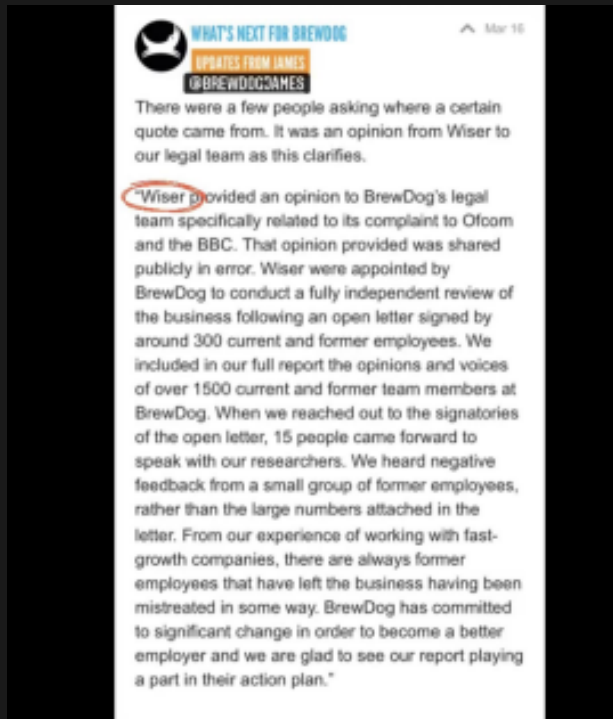 WHAT'S NEXT FOR BREWDOG
Mar 16
UPDATES FROM JAMES
@BREWDOGJAMES
There were a few people asking where a certain
quote came from. It was an opinion from Wiser to
our legal team as this clarifies.
"Wiser provided an opinion to BrewDog's legal
team specifically related to its complaint to Ofcom
and the BBC. That opinion provided was shared
publicly in error. Wiser were appointed by
BrewDog to conduct a fully independent review of
the business following an open letter signed by
around 300 current and former employees. We
included in our full report the opinions and voices
of over 1500 current and former team members at
BrewDog. When we reached out to the signatories
of the open letter, 15 people came forward to
speak with our researchers. We heard negative
feedback from a small group of former employees,
rather than the large numbers attached in the
letter. From our experience of working with fast-
growth companies, there are always former
employees that have left the business having been
mistreated in some way. BrewDog has committed
to significant change in order to become a better
employer and we are glad to see our report playing
a part in their action plan."